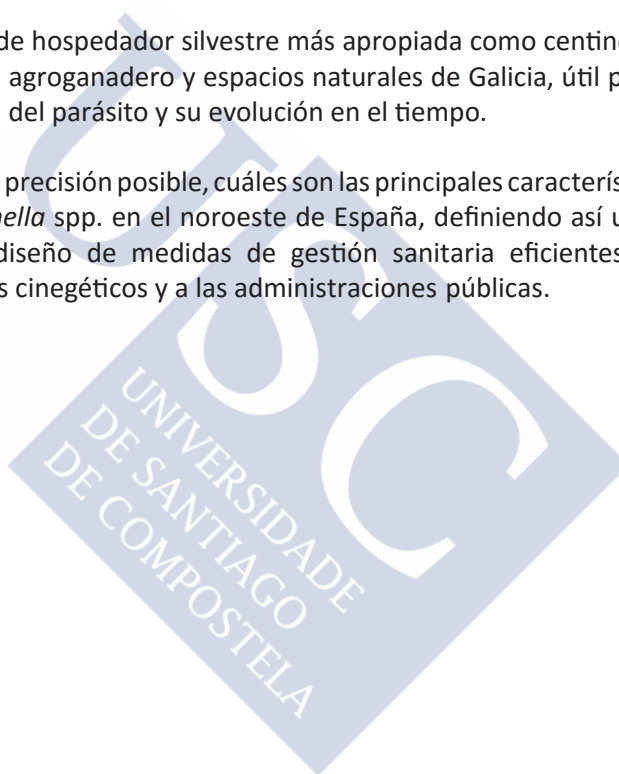 de hospedador silvestre más apropiada como centin
agroganadero y espacios naturales de Galicia, útil p
del parásito y su evolución en el tiempo.
precisión posible, cuáles son las principales caracterís
nella spp. en el noroeste de España, definiendo así u
diseño de medidas de gestión sanitaria eficientes
s cinegéticos y a las administraciones públicas.
USC
UNIVERSIDADE
DE SANTIAGO
DE COMPOSTELA